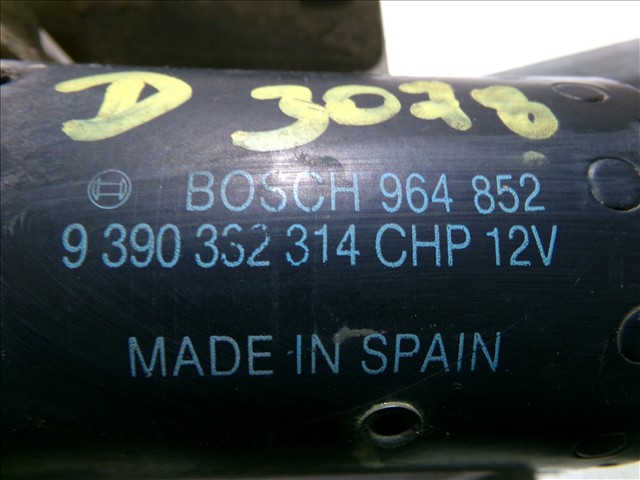 D 3078
BOSCH 964 852
9 390 332 314 CHP 12V
MADE IN SPAIN